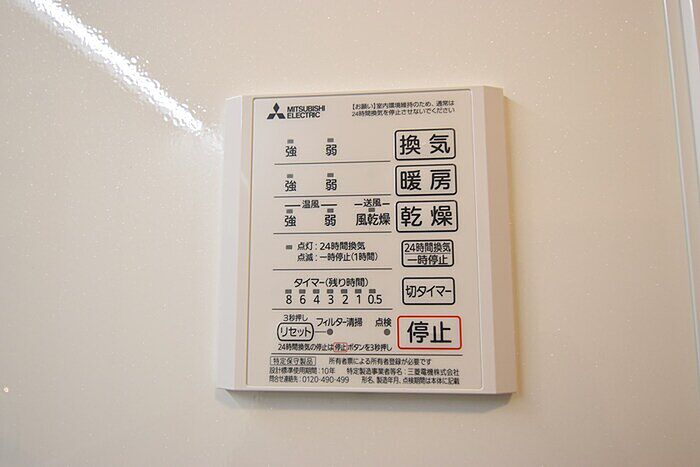 MITSUBISHI
ELECTRIC
【お願い】室内環境維持のため、通常は
24時間換気を停止させないでください
強 弱 換気
強 弱 暖房
温風 送風
強 弱 風乾燥 乾燥
点灯:24時間換気
点滅:一時停止(1時間)
24時間換気
一時停止
タイマー(残り時間)
8 6 4 3 2 1 0.5
切タイマー
3秒押し
リセット フィルター清掃 点検
停止
24時間換気の停止は停止ボタンを3秒押し
特定保守製品 所有者票による所有者登録が必要です
設計標準使用期間:10年 特定製造事業者等名:三菱電機株式会社
問合せ連絡先:0120-490-499 形名、製造年月、点検期間は本体に記載